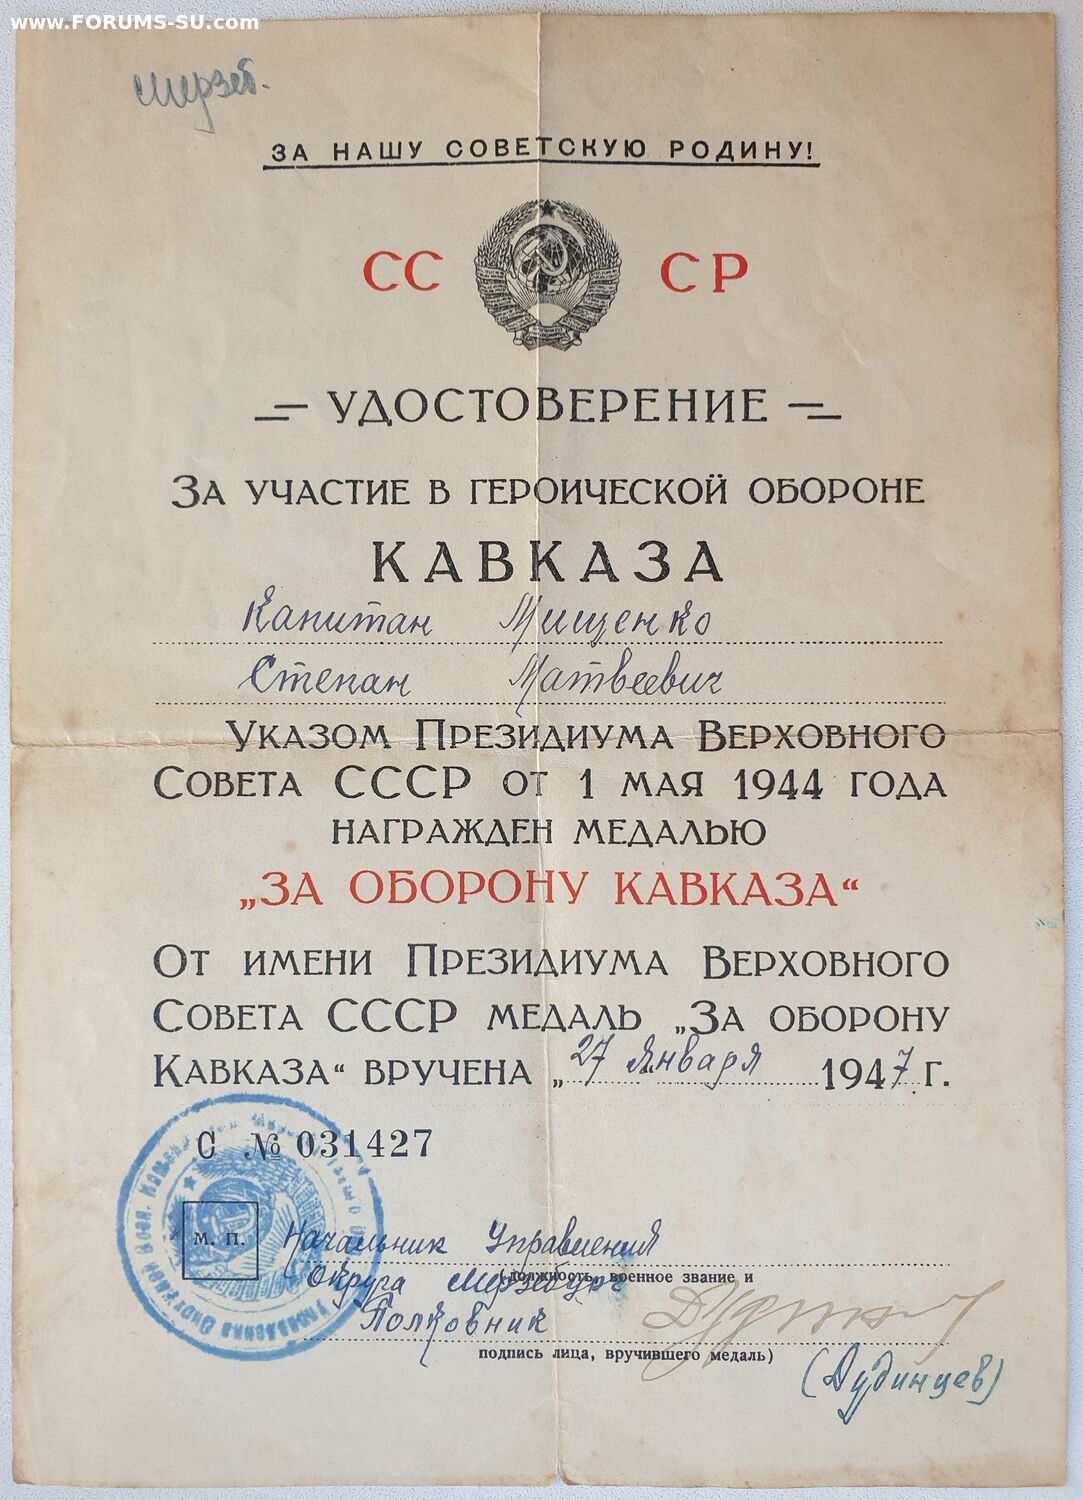 www.FORUMS-SU.com
Мерзеб.
ЗА НАШУ СОВЕТСКУЮ РОДИНУ!
СС СР
УДОСТОВЕРЕНИЕ
ЗА УЧАСТИЕ В ГЕРОИЧЕСКОЙ ОБОРОНЕ
КАВКАЗА
Капитан Мищенко
Степан Матвеевич
УКАЗОМ ПРЕЗИДИУМА ВЕРХОВНОГО
СОВЕТА СССР ОТ 1 МАЯ 1944 ГОДА
НАГРАЖДЕН МЕДАЛЬЮ
„ЗА ОБОРОНУ КАВКАЗА“
ОТ ИМЕНИ ПРЕЗИДИУМА ВЕРХОВНОГО
СОВЕТА СССР МЕДАЛЬ „ЗА ОБОРОНУ
КАВКАЗА“ ВРУЧЕНА „27 Января 1947 Г.
С № 031427
М. П.
Начальник Управления
(должность, военное звание и
Округа Мерзебург
Полковник
подпись лица, вручившего медаль)
(Дудинцев)